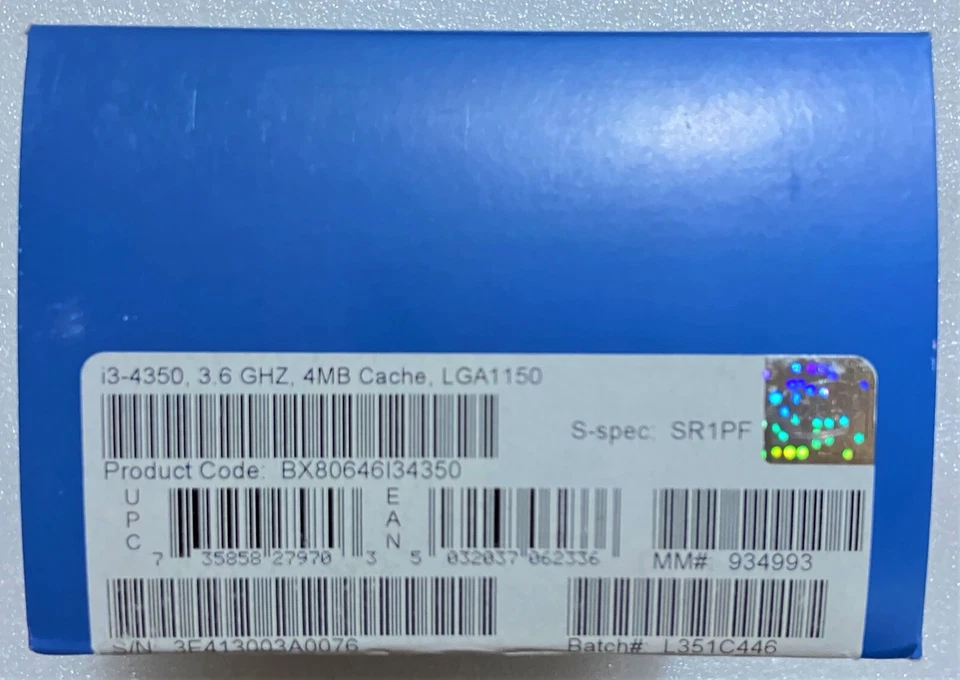 i3-4350, 3.6 GHZ, 4MB Cache, LGA1150
S-spec: SR1PF
Product Code: BX80646I34350
UPC
7 35858 27970 3
EAN
5 032037 062336
MM# 934993
S/N: 3E413003A0076
Batch# L351C446